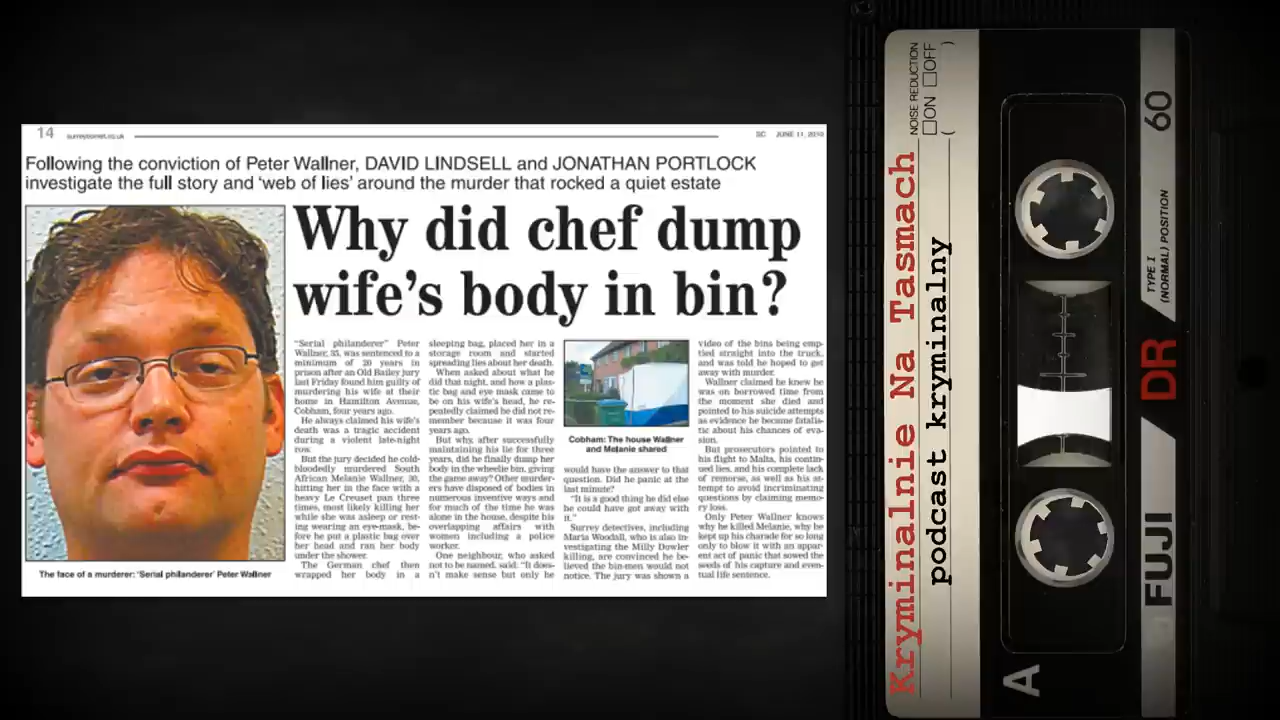 14
surreycomet.co.uk
SC JUNE 11, 2010
Following the conviction of Peter Wallner, DAVID LINDSELL and JONATHAN PORTLOCK
investigate the full story and ‘web of lies’ around the murder that rocked a quiet estate
Why did chef dump
wife’s body in bin?
The face of a murderer: ‘Serial philanderer’ Peter Wallner
“Serial philanderer” Peter
Wallner, 35, was sentenced to a
minimum of 20 years in
prison after an Old Bailey jury
last Friday found him guilty of
murdering his wife at their
home in Hamilton Avenue,
Cobham, four years ago.
He always claimed his wife’s
death was a tragic accident
during a violent late-night
row.
But the jury decided he cold-
bloodedly murdered South
African Melanie Wallner, 30,
hitting her in the face with a
heavy Le Creuset pan three
times, most likely killing her
while she was asleep or rest-
ing wearing an eye-mask, be-
fore he put a plastic bag over
her head and ran her body
under the shower.
The German chef then
wrapped her body in a
sleeping bag, placed her in a
storage room and started
spreading lies about her death.
When asked about what he
did that night, and how a plas-
tic bag and eye mask came to
be on his wife’s head, he re-
peatedly claimed he did not re-
member because it was four
years ago.
But why, after successfully
maintaining his lie for three
years, did he finally dump her
body in the wheelie bin, giving
the game away? Other murder-
ers have disposed of bodies in
numerous inventive ways and
for much of the time he was
alone in the house, despite his
overlapping affairs with
women including a police
worker.
One neighbour, who asked
not to be named, said: “It does-
n’t make sense but only he
Cobham: The house Wallner
and Melanie shared
would have the answer to that
question. Did he panic at the
last minute?
“It is a good thing he did else
he could have got away with
it.”
Surrey detectives, including
Maria Woodall, who is also in-
vestigating the Milly Dowler
killing, are convinced he be-
lieved the bin-men would not
notice. The jury was shown a
video of the bins being emp-
tied straight into the truck,
and was told he hoped to get
away with murder.
Wallner claimed he knew he
was on borrowed time from
the moment she died and
pointed to his suicide attempts
as evidence he became fatalis-
tic about his chances of eva-
sion.
But prosecutors pointed to
his flight to Malta, his contin-
ued lies, and his complete lack
of remorse, as well as his at-
tempt to avoid incriminating
questions by claiming memo-
ry loss.
Only Peter Wallner knows
why he killed Melanie, why he
kept up his charade for so long
only to blow it with an appar-
ent act of panic that sowed the
seeds of his capture and even-
tual life sentence.
Kryminalnie Na Tasmach
podcast kryminalny
NOISE REDUCTION
ON OFF
( )
A
FUJI
DR
TYPE I
(NORMAL) POSITION
60